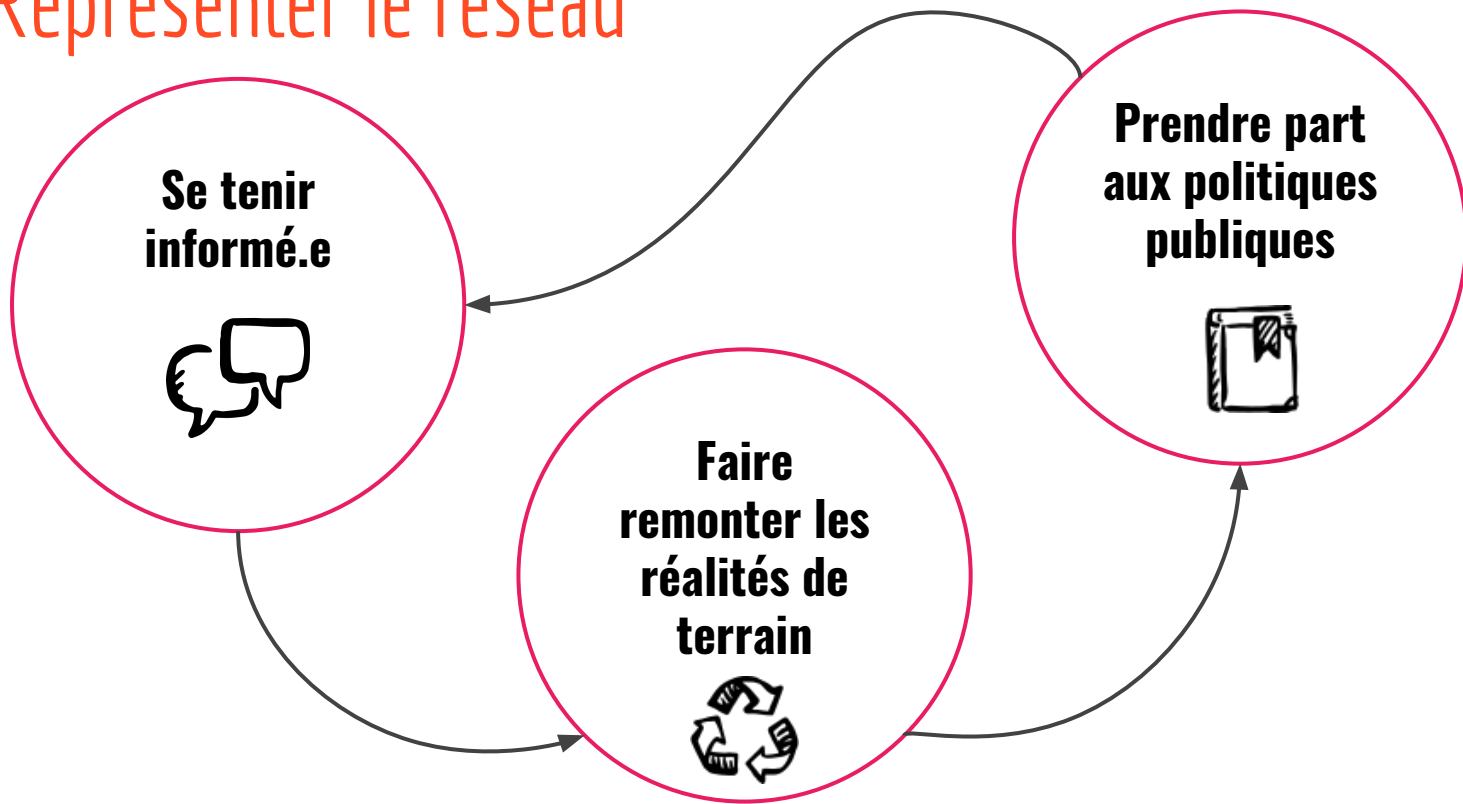 Représenter le réseau
Se tenir
informé.e
Prendre part
aux politiques
publiques
Faire
remonter les
réalités de
terrain